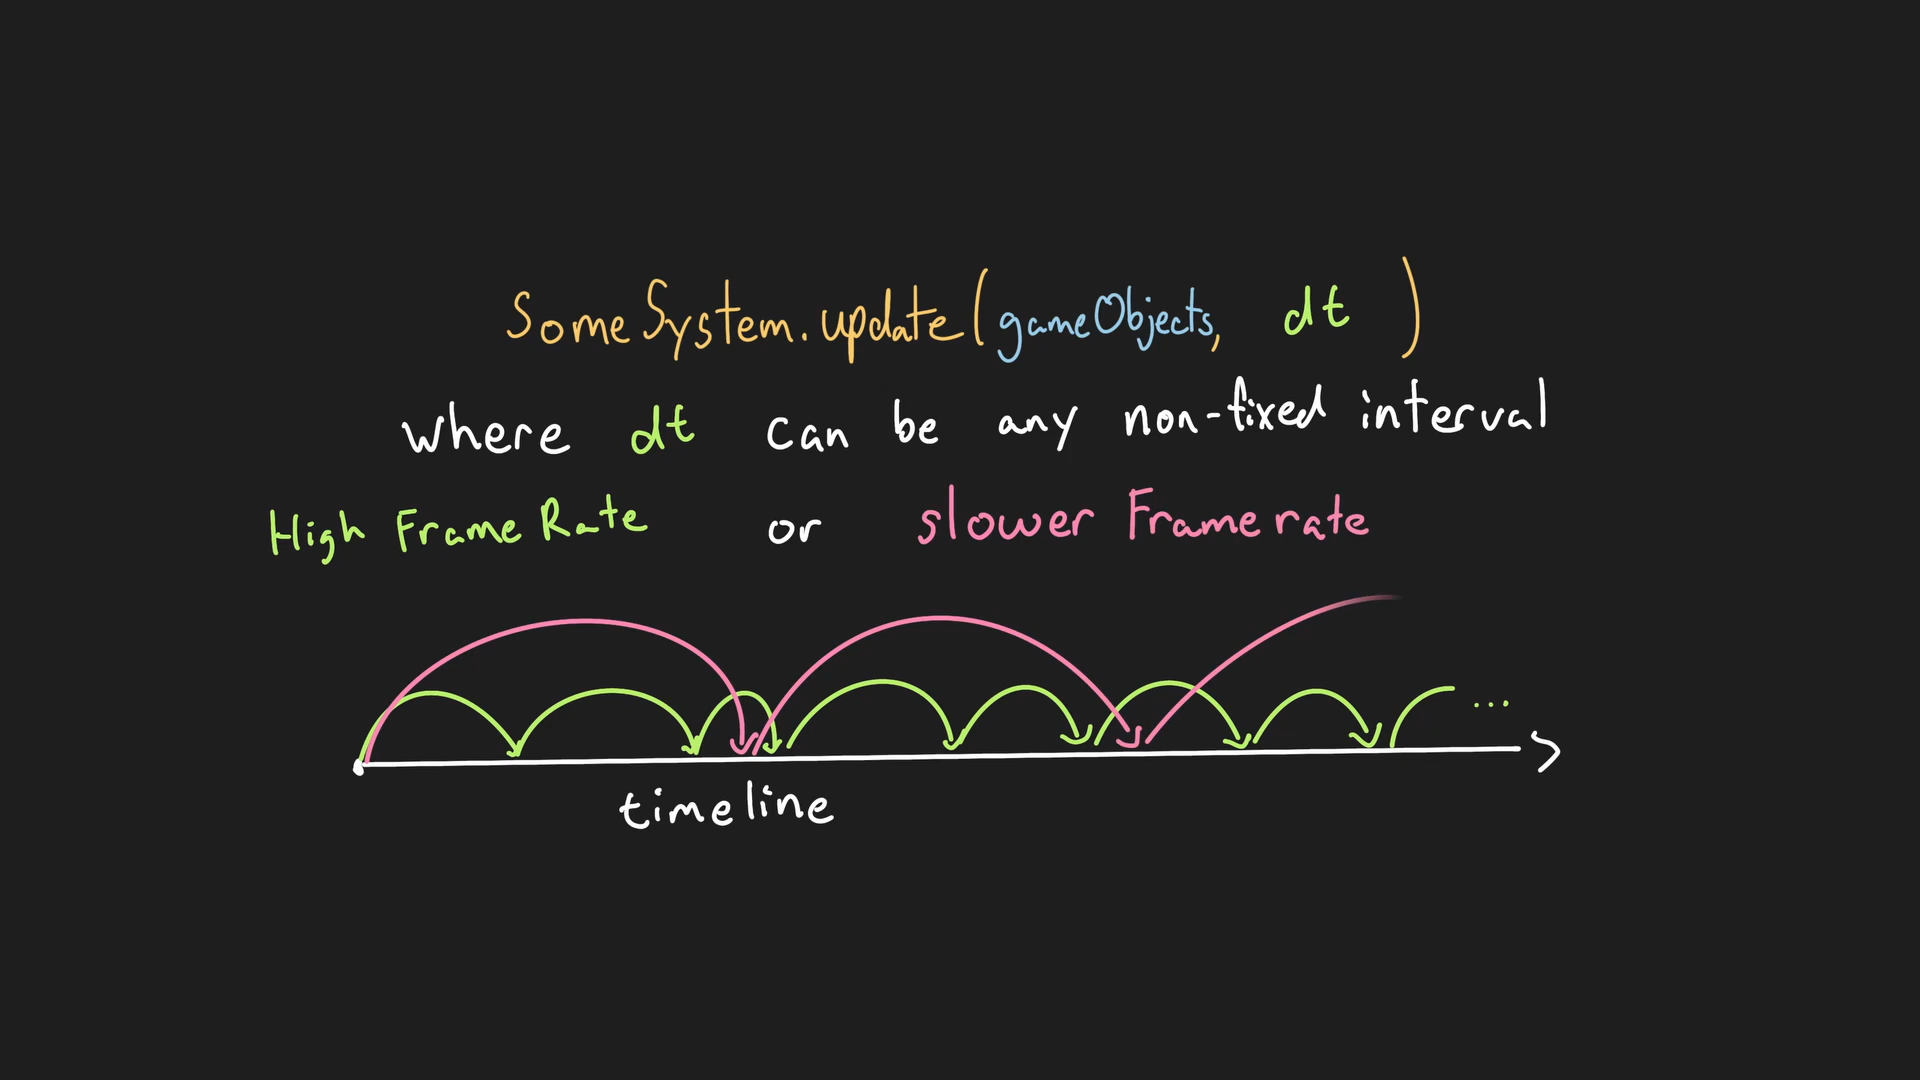 SomeSystem.update(gameObjects, dt )
where dt can be any non-fixed interval
High Frame Rate or slower Frame rate
...
timeline